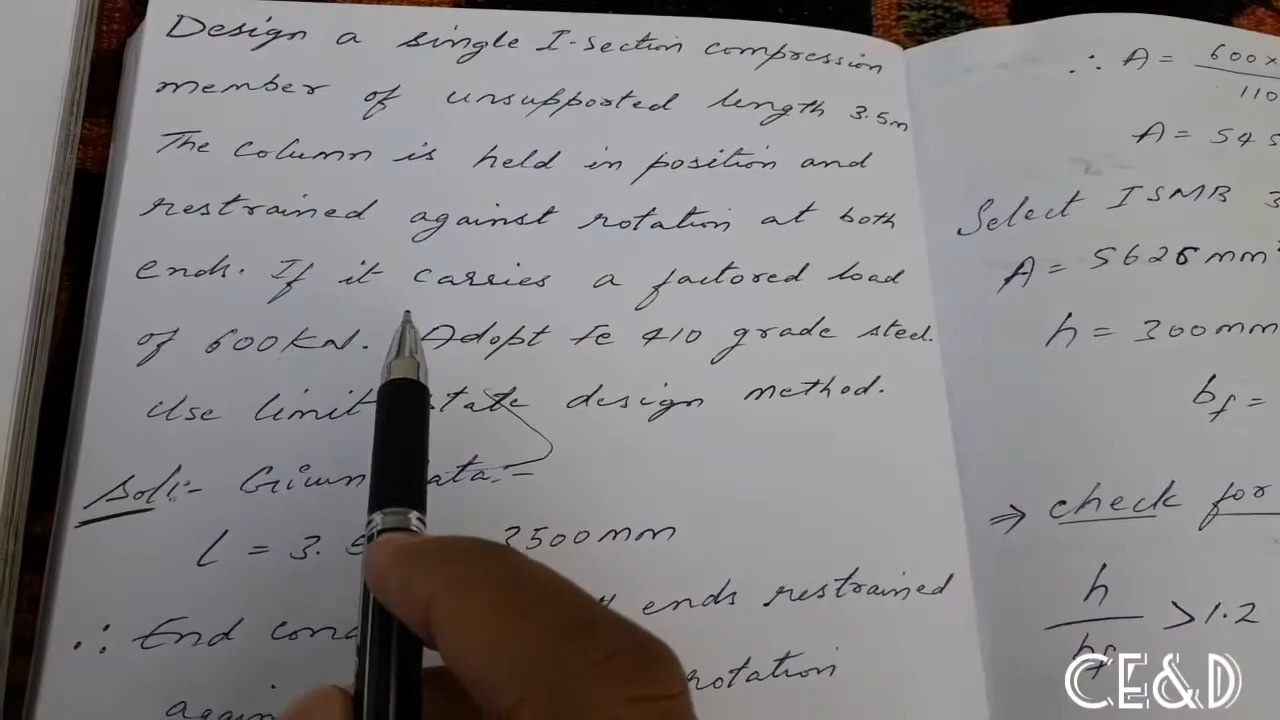 Design a single I-section compression
member of unsupported length 3.5m
The column is held in position and
restrained against rotation at both
ends. If it carries a factored load
of 600KN. Adopt Fe 410 grade steel.
Use limit state design method.
Sol:- Given data:-
L = 3.5 3500mm
∴ End ends restrained
rotation
∴ A = 600×
110
A = 545
Select ISMB 3
A = 5626mm²
h = 300mm
bf =
⇒ check for
h
> 1.2
bf
CE&D